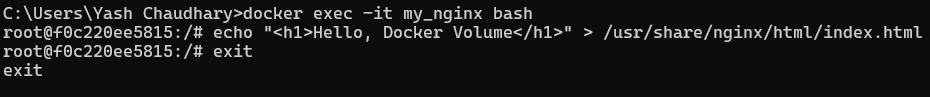 C:\Users\Yash Chaudhary>docker exec -it my_nginx bash
root@f0c220ee5815:/# echo "<h1>Hello, Docker Volume</h1>" > /usr/share/nginx/html/index.html
root@f0c220ee5815:/# exit
exit